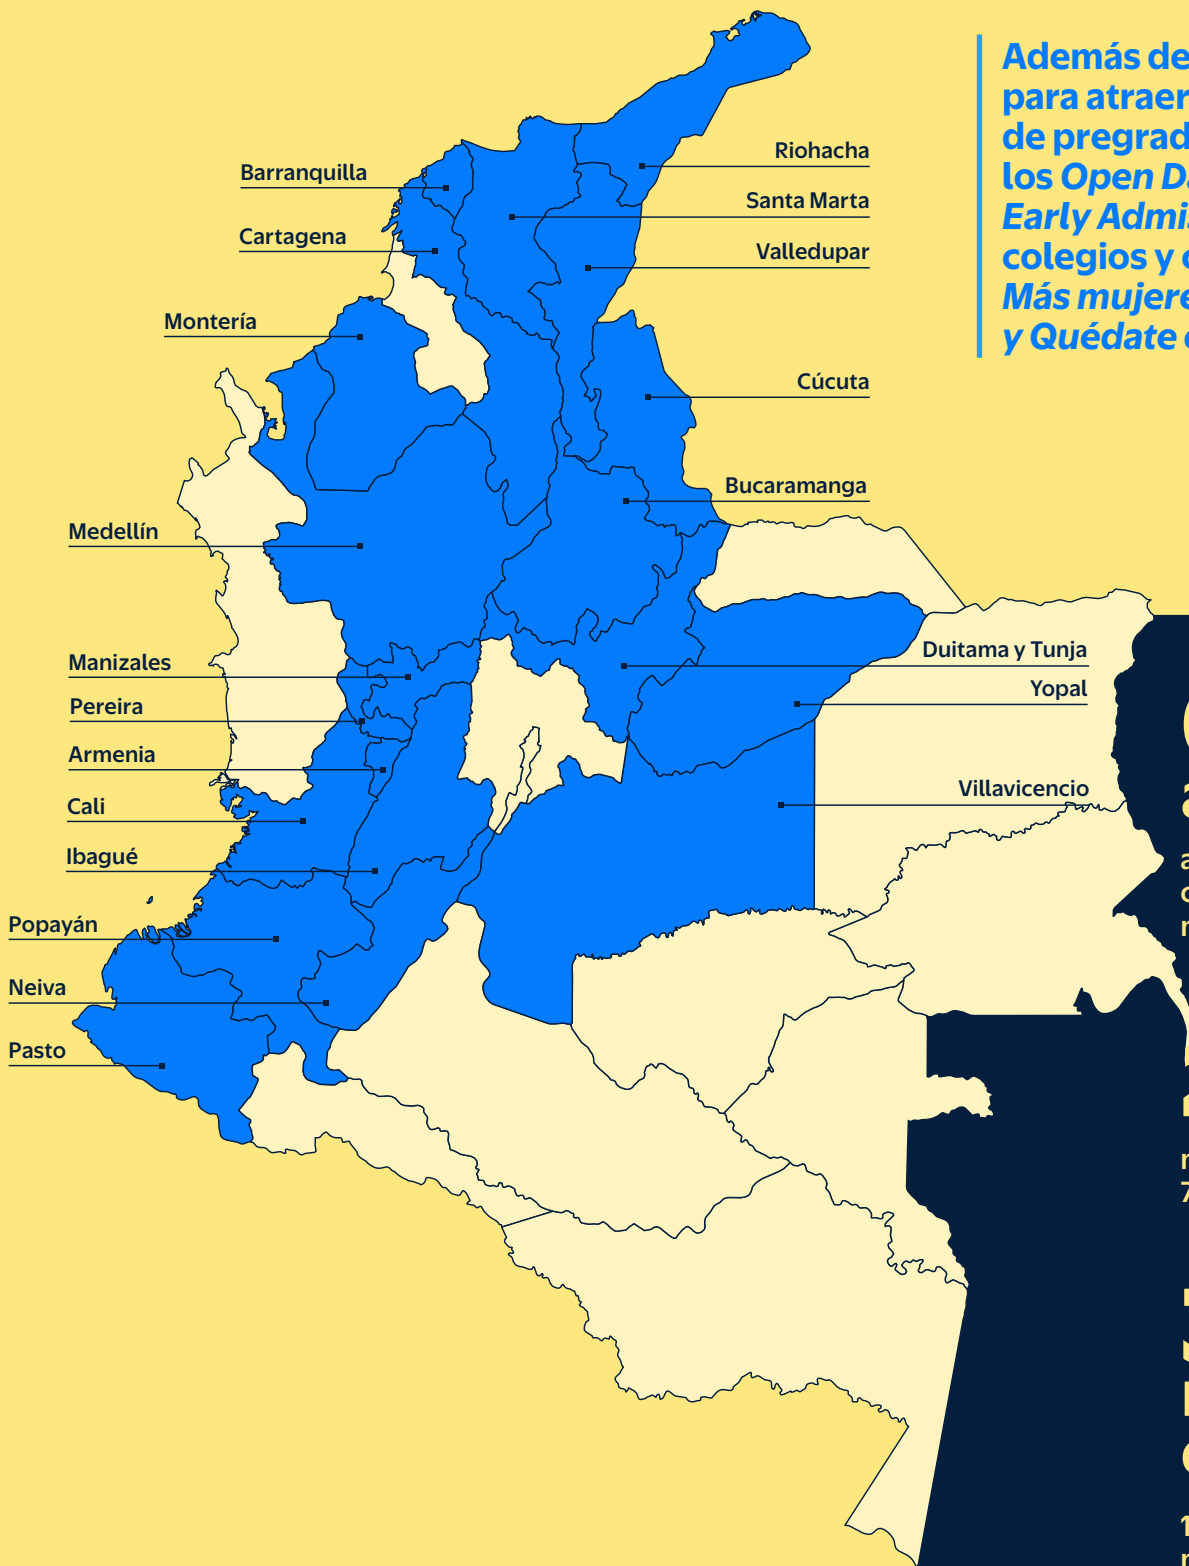 Además de
para atraer
de pregrad
los Open D
Early Admi
colegios y
Más mujere
y Quédate
Riohacha
Barranquilla
Santa Marta
Cartagena
Valledupar
Montería
Cúcuta
Bucaramanga
Medellín
Duitama y Tunja
Manizales
Yopal
Pereira
Armenia
Villavicencio
Cali
Ibagué
Popayán
Neiva
Pasto